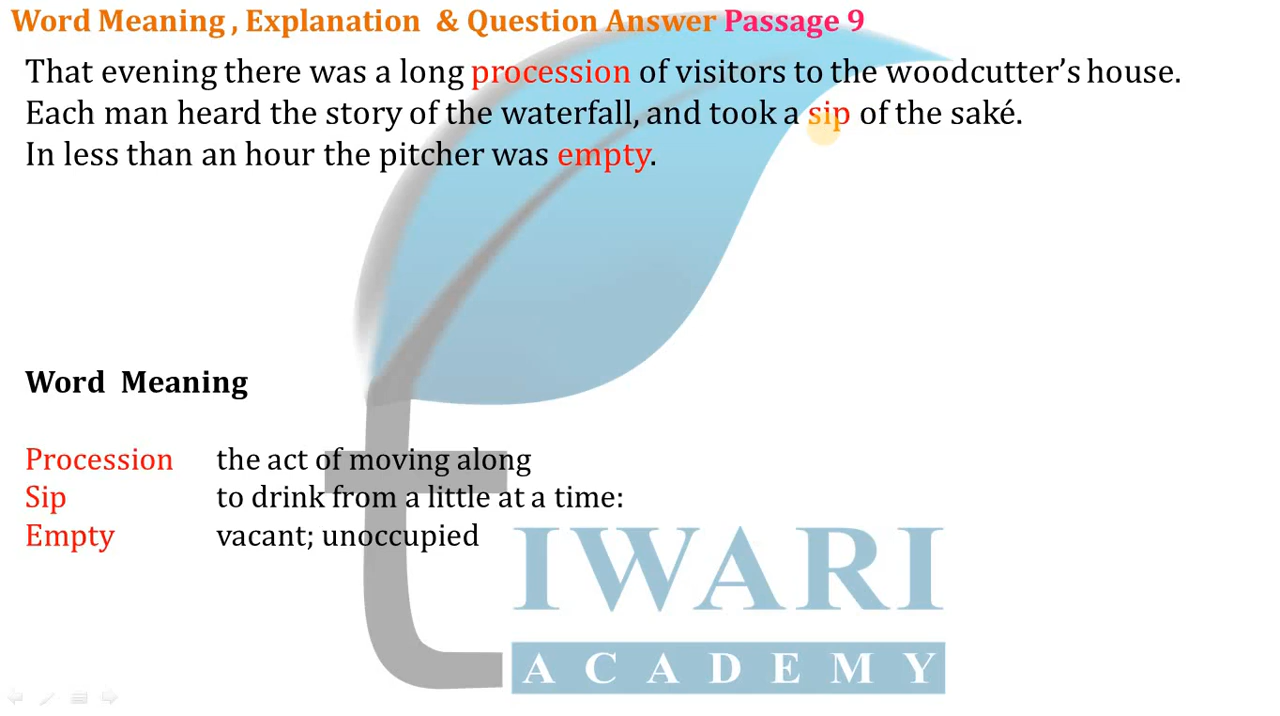 Word Meaning , Explanation & Question Answer Passage 9
That evening there was a long procession of visitors to the woodcutter’s house.
Each man heard the story of the waterfall, and took a sip of the saké.
In less than an hour the pitcher was empty.
Word Meaning
Procession the act of moving along
Sip to drink from a little at a time:
Empty vacant; unoccupied
tIWARI
ACADEMY